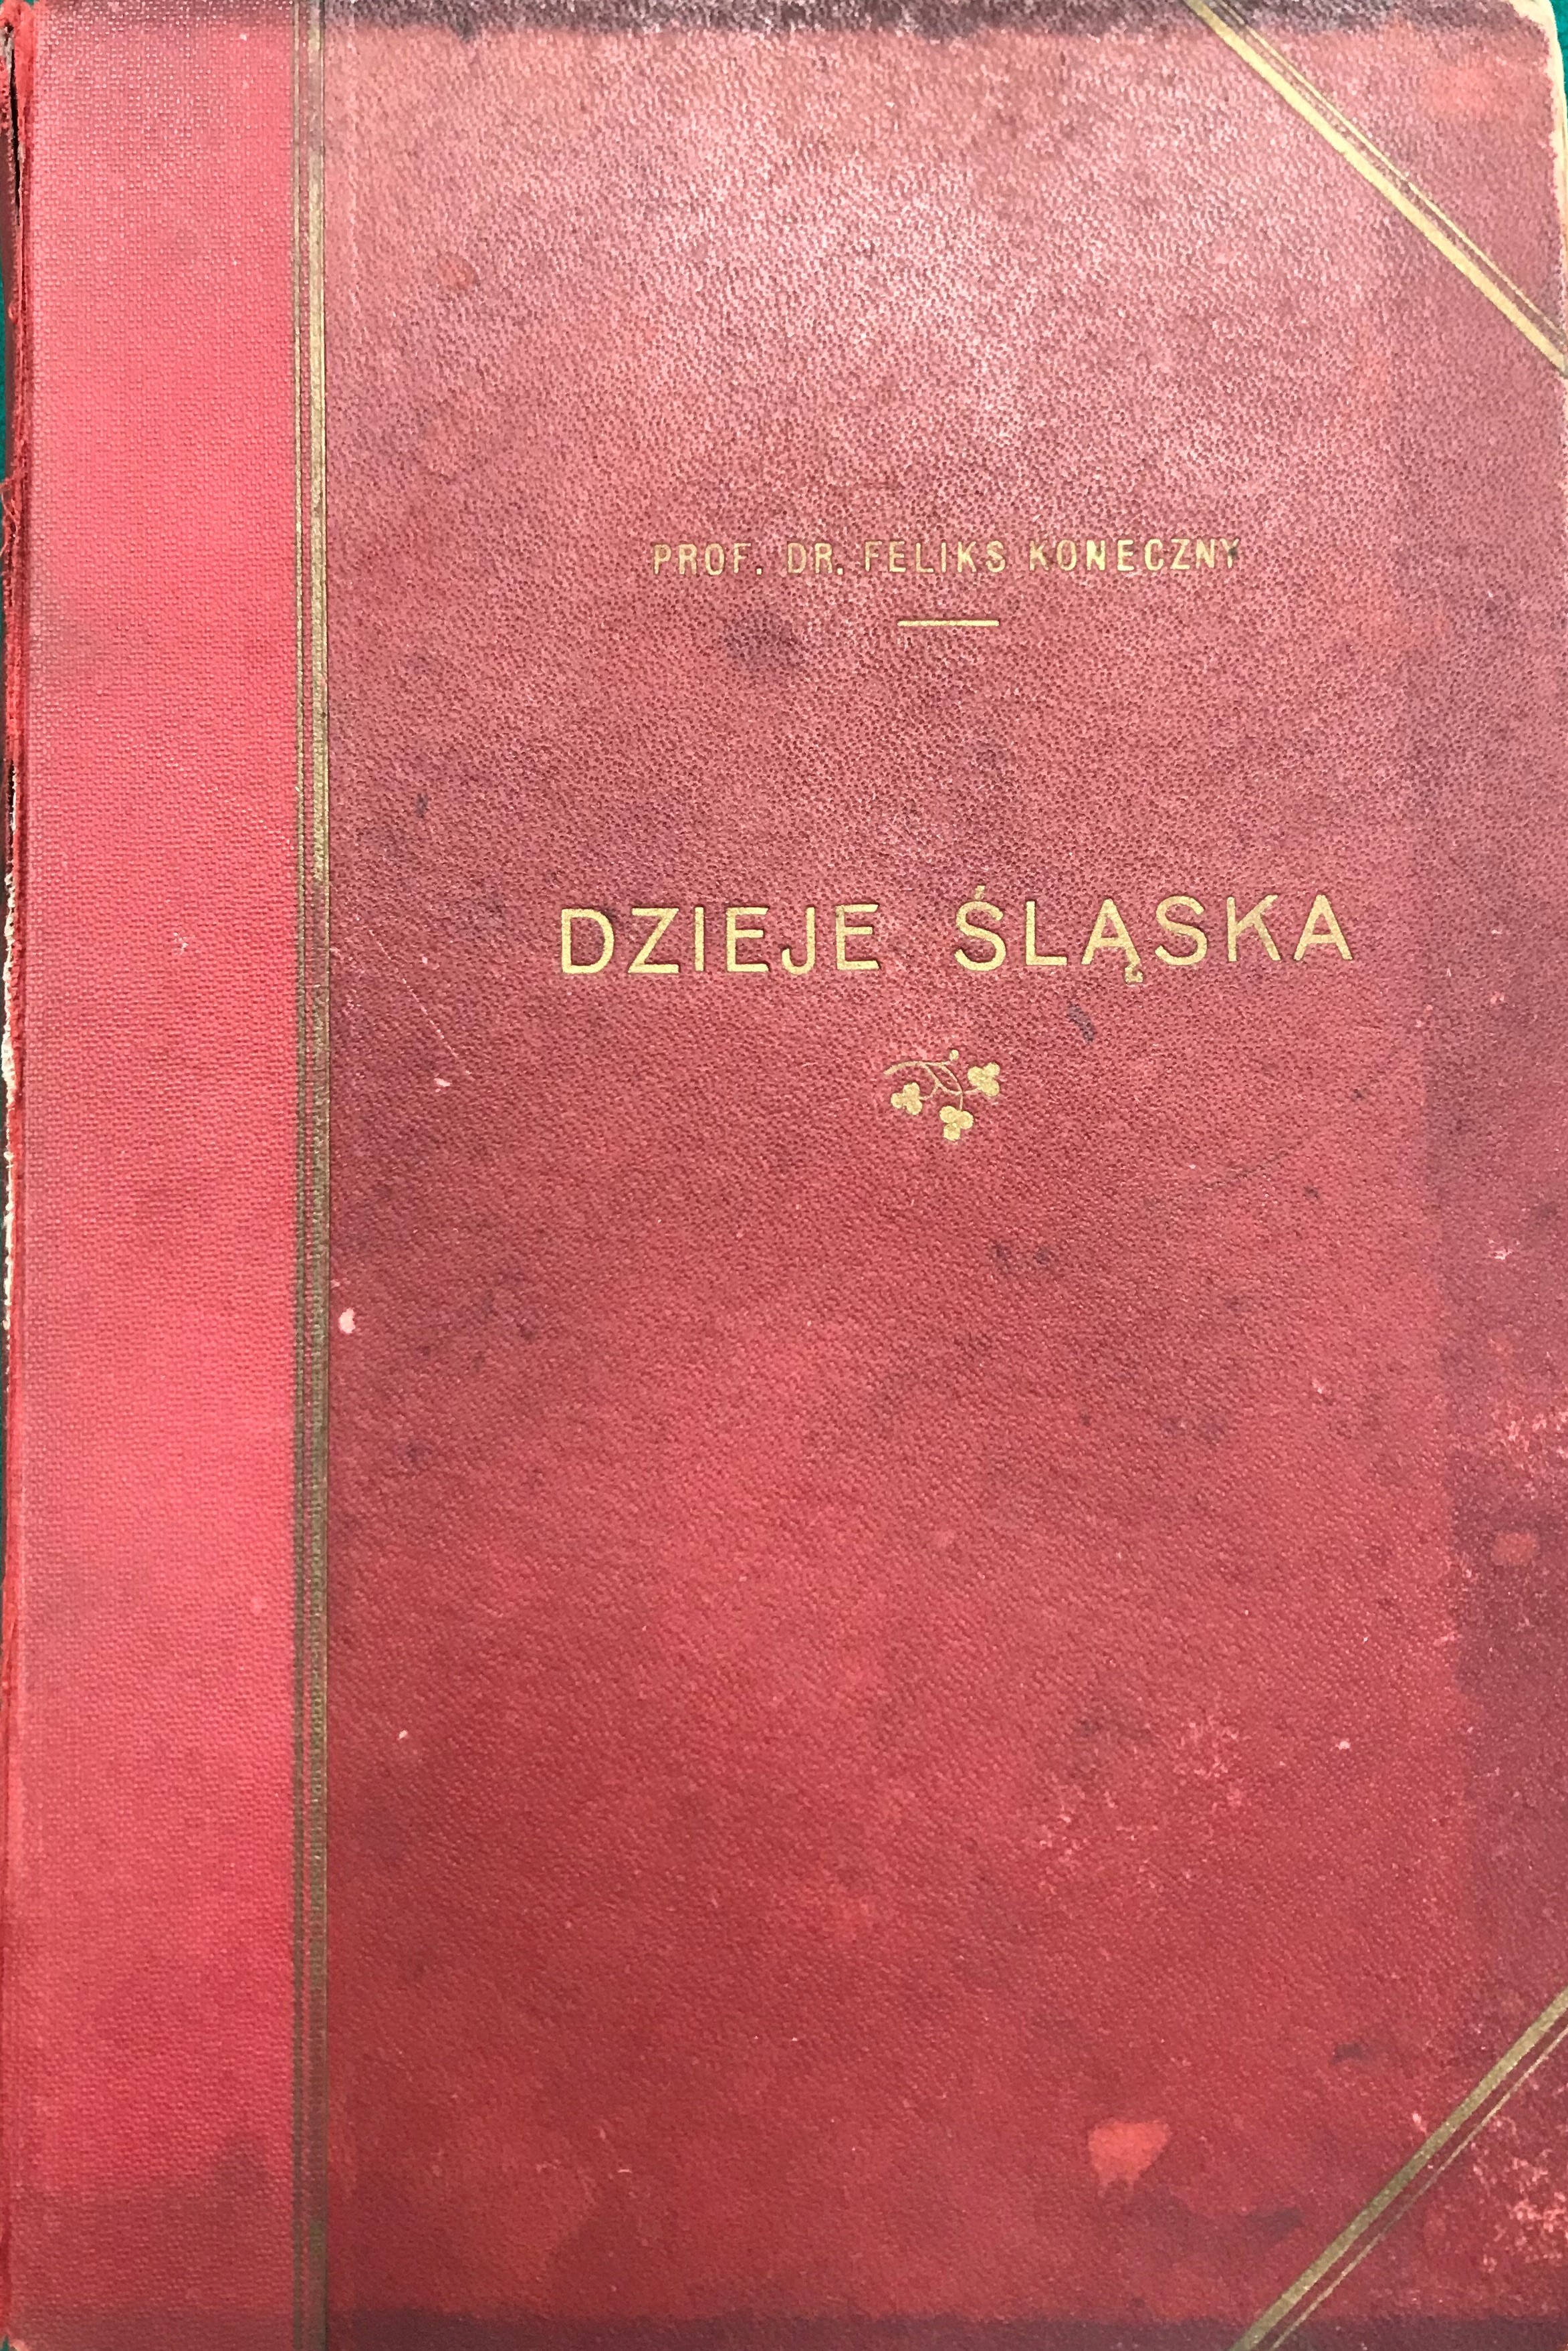 PROF. DR. FELIKS KONECZNY
DZIEJE ŚLĄSKA